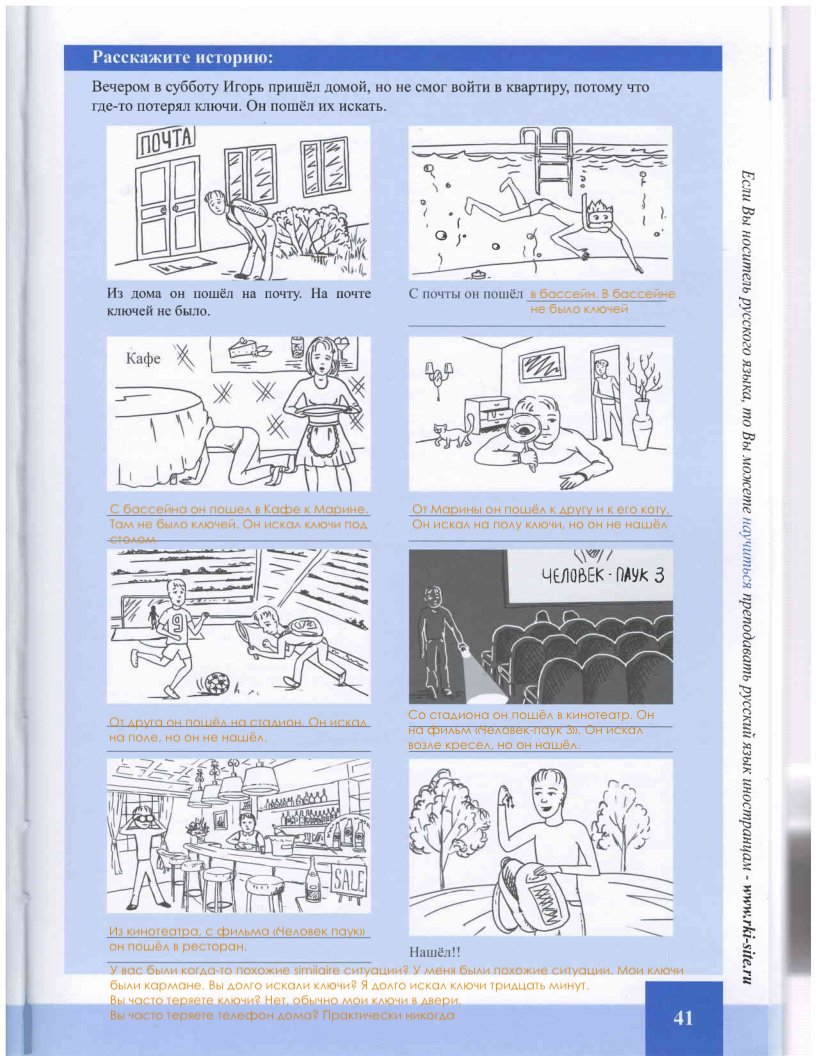 Расскажите историю:
Вечером в субботу Игорь пришёл домой, но не смог войти в квартиру, потому что
где-то потерял ключи. Он пошёл их искать.
ПОЧТА
Из дома он пошёл на почту. На почте
ключей не было.
С почты он пошёл в бассейн. В бассейне
не было ключей
Кафе
С бассейна он пошел в Кафе к Марине.
Там не было ключей. Он искал ключи под
столом
От Марины он пошёл к другу и к его коту.
Он искал на полу ключи, но он не нашёл
9
От друга он пошёл на стадион. Он искал
на поле, но он не нашёл.
ЧЕЛОВЕК-ПАУК 3
Со стадиона он пошёл в кинотеатр. Он
на фильм «Человек-паук 3». Он искал
возле кресел, но он нашёл.
SALE
Из кинотеатра, с фильма «Человек паук»
он пошёл в ресторан.
Нашёл!!
У вас были когда-то похожие similaire ситуации? У меня были похожие ситуации. Мои ключи
были кармане. Вы долго искали ключи? Я долго искал ключи тридцать минут.
Вы часто теряете ключи? Нет, обычно мои ключи в двери.
Вы часто теряете телефон дома? Практически никогда
41
Если Вы носитель русского языка, то Вы можете научиться преподавать русский язык иностранцам - www.rki-site.ru